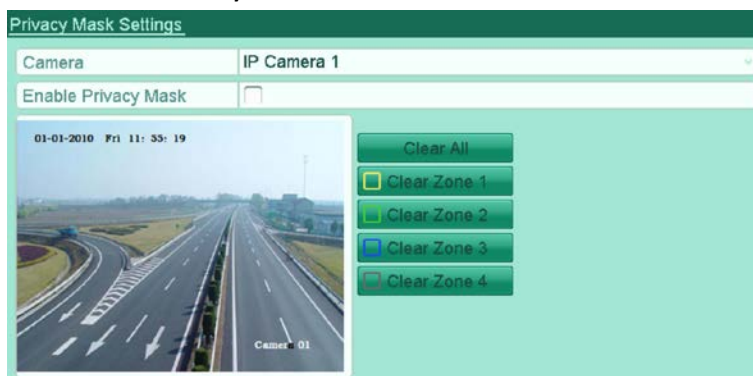 Privacy Mask Settings
Camera IP Camera 1
Enable Privacy Mask
01-01-2010 Fri 11: 55: 19
Clear All
Clear Zone 1
Clear Zone 2
Clear Zone 3
Clear Zone 4
Camera 01